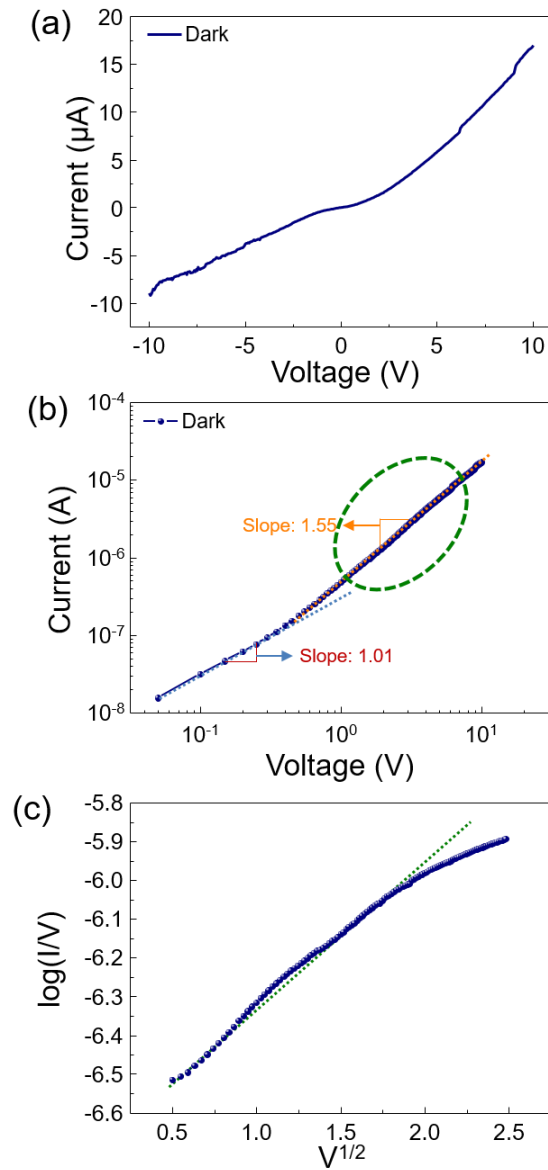 (a)
Dark
Current (µA)
20
15
10
5
0
-5
-10
-10 -5 0 5 10
Voltage (V)
(b)
Dark
Current (A)
10⁻⁴
10⁻⁵
10⁻⁶
10⁻⁷
10⁻⁸
Slope: 1.55
Slope: 1.01
10⁻¹ 10⁰ 10¹
Voltage (V)
(c)
log(I/V)
-5.8
-5.9
-6.0
-6.1
-6.2
-6.3
-6.4
-6.5
-6.6
0.5 1.0 1.5 2.0 2.5
V¹/²